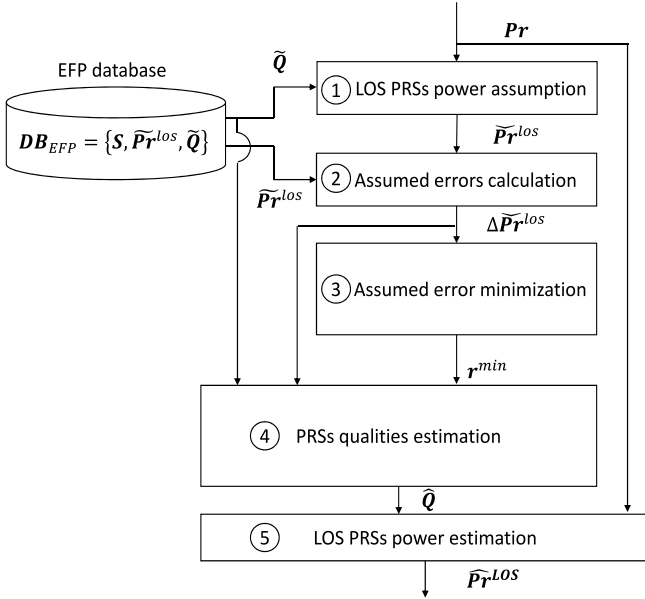 Pr
EFP database
Q̃
① LOS PRSs power assumption
DB_EFP = {S, P̃r^los, Q̃}
P̆r^los
P̃r^los
② Assumed errors calculation
ΔP̆r^los
③ Assumed error minimization
r^min
④ PRSs qualities estimation
Q̂
⑤ LOS PRSs power estimation
P̂r^LOS